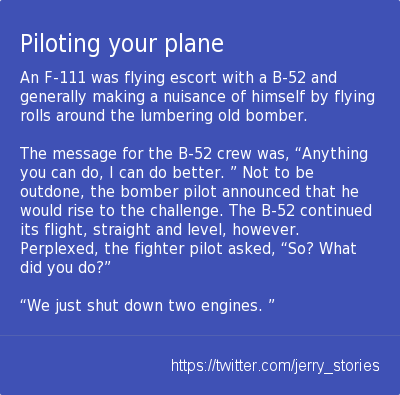 Piloting your plane
An F-111 was flying escort with a B-52 and
generally making a nuisance of himself by flying
rolls around the lumbering old bomber.
The message for the B-52 crew was, “Anything
you can do, I can do better. ” Not to be
outdone, the bomber pilot announced that he
would rise to the challenge. The B-52 continued
its flight, straight and level, however.
Perplexed, the fighter pilot asked, “So? What
did you do?”
“We just shut down two engines. ”
https://twitter.com/jerry_stories